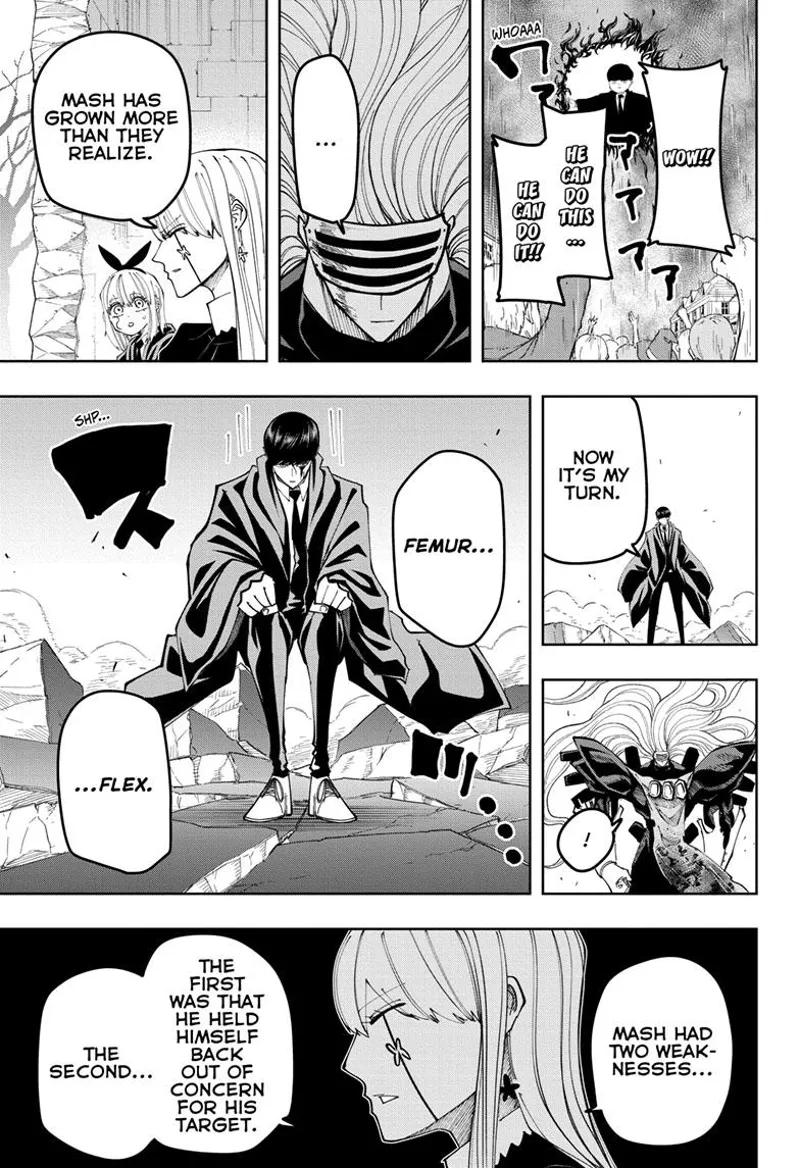 WHOAAA
WOW!!
HE
CAN
DO
THIS
...
HE
CAN
DO
IT!!
ワアアア
...
MASH HAS
GROWN MORE
THAN THEY
REALIZE.
NOW
IT'S MY
TURN.
!
SHP...
ス
FEMUR...
...FLEX.
MASH HAD
TWO WEAK-
NESSES...
THE
FIRST
WAS THAT
HE HELD
HIMSELF
BACK
OUT OF
CONCERN
FOR HIS
TARGET.
THE
SECOND...